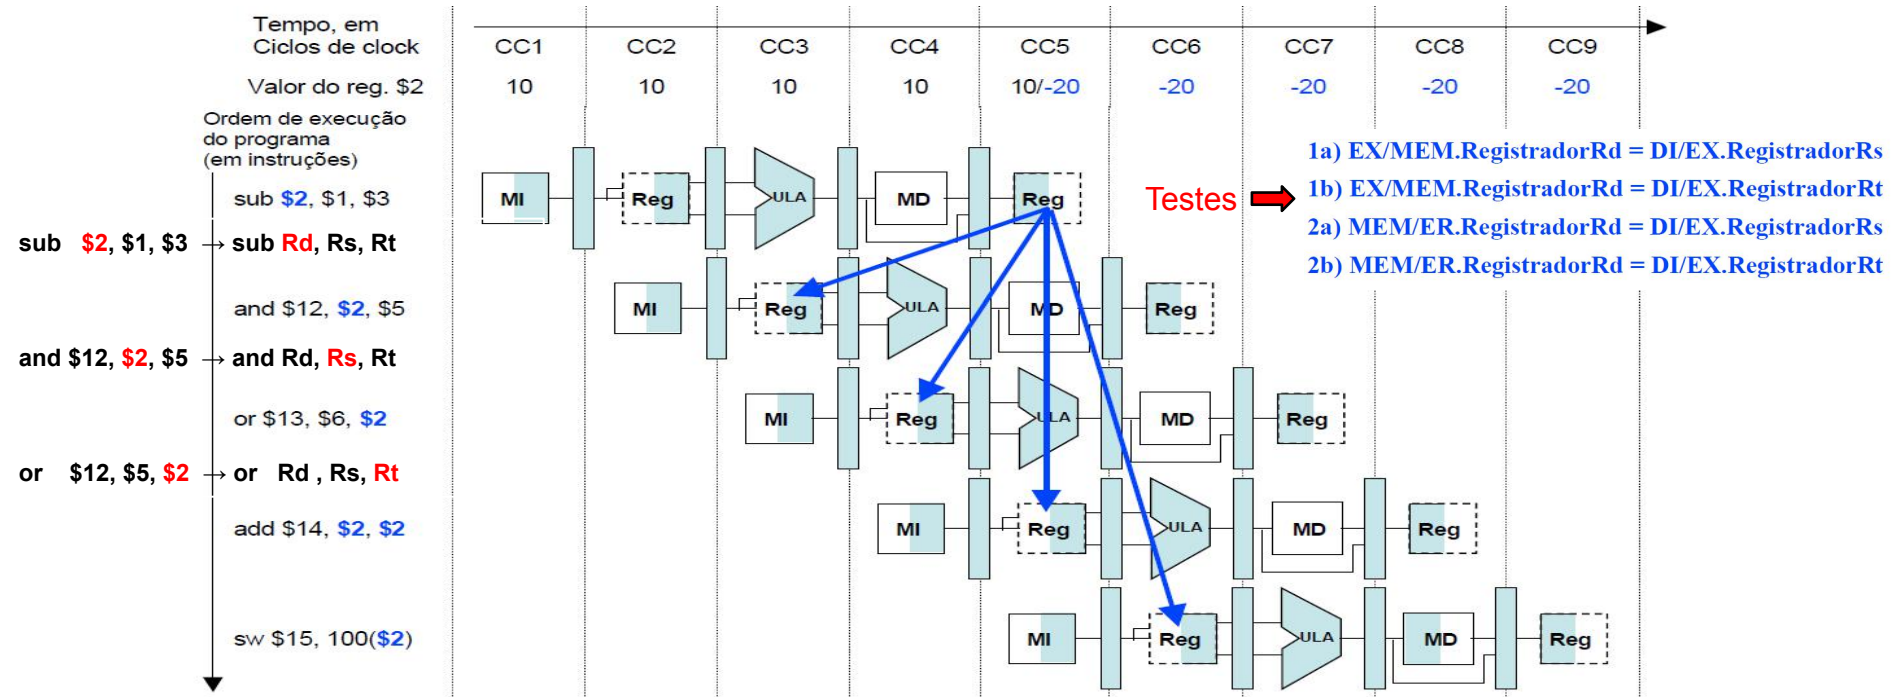 Tempo, em
Ciclos de clock
CC1 CC2 CC3 CC4 CC5 CC6 CC7 CC8 CC9
Valor do reg. $2 10 10 10 10 10/-20 -20 -20 -20 -20
Ordem de execução
do programa
(em instruções)
sub $2, $1, $3
MI Reg ULA MD Reg
sub $2, $1, $3 → sub Rd, Rs, Rt
Testes
1a) EX/MEM.RegistradorRd = DI/EX.RegistradorRs
1b) EX/MEM.RegistradorRd = DI/EX.RegistradorRt
2a) MEM/ER.RegistradorRd = DI/EX.RegistradorRs
2b) MEM/ER.RegistradorRd = DI/EX.RegistradorRt
and $12, $2, $5
MI Reg ULA MD Reg
and $12, $2, $5 → and Rd, Rs, Rt
or $13, $6, $2
MI Reg ULA MD Reg
or $12, $5, $2 → or Rd , Rs, Rt
add $14, $2, $2
MI Reg ULA MD Reg
sw $15, 100($2)
MI Reg ULA MD Reg